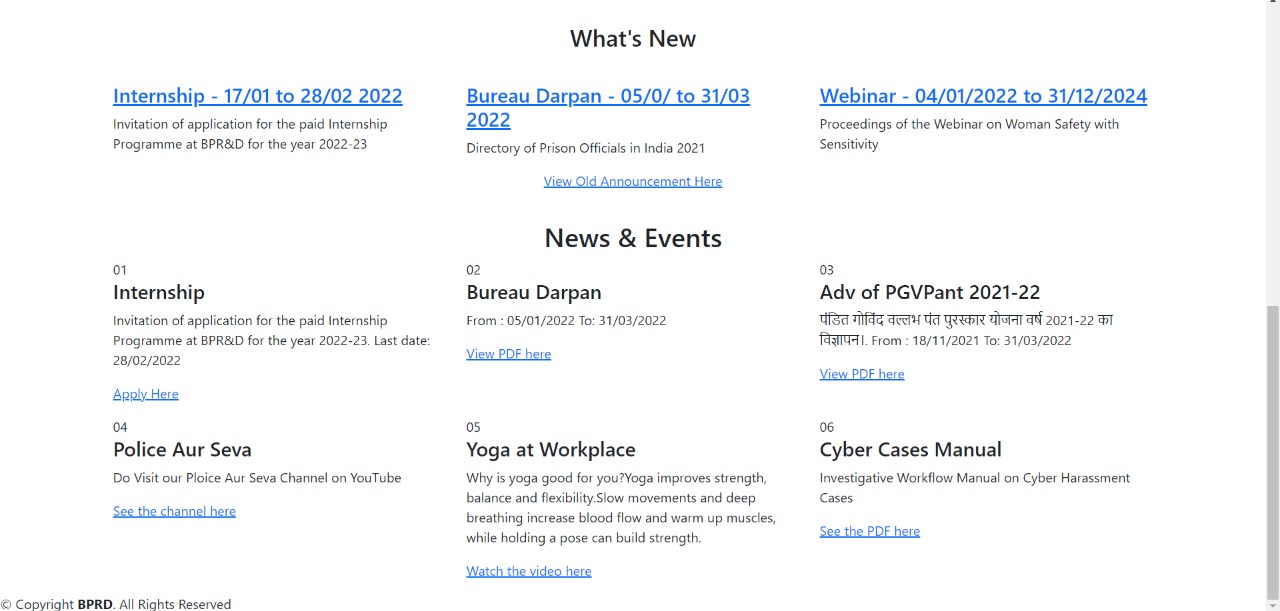 What's New
Internship - 17/01 to 28/02 2022
Invitation of application for the paid Internship
Programme at BPR&D for the year 2022-23
Bureau Darpan - 05/0/ to 31/03
2022
Directory of Prison Officials in India 2021
Webinar - 04/01/2022 to 31/12/2024
Proceedings of the Webinar on Woman Safety with
Sensitivity
View Old Announcement Here
News & Events
01
Internship
Invitation of application for the paid Internship
Programme at BPR&D for the year 2022-23. Last date:
28/02/2022
Apply Here
02
Bureau Darpan
From : 05/01/2022 To: 31/03/2022
View PDF here
03
Adv of PGVPant 2021-22
पंडित गोविंद वल्लभ पंत पुरस्कार योजना वर्ष 2021-22 का
विज्ञापन।. From : 18/11/2021 To: 31/03/2022
View PDF here
04
Police Aur Seva
Do Visit our Ploice Aur Seva Channel on YouTube
See the channel here
05
Yoga at Workplace
Why is yoga good for you?Yoga improves strength,
balance and flexibility.Slow movements and deep
breathing increase blood flow and warm up muscles,
while holding a pose can build strength.
Watch the video here
06
Cyber Cases Manual
Investigative Workflow Manual on Cyber Harassment
Cases
See the PDF here
© Copyright BPRD. All Rights Reserved